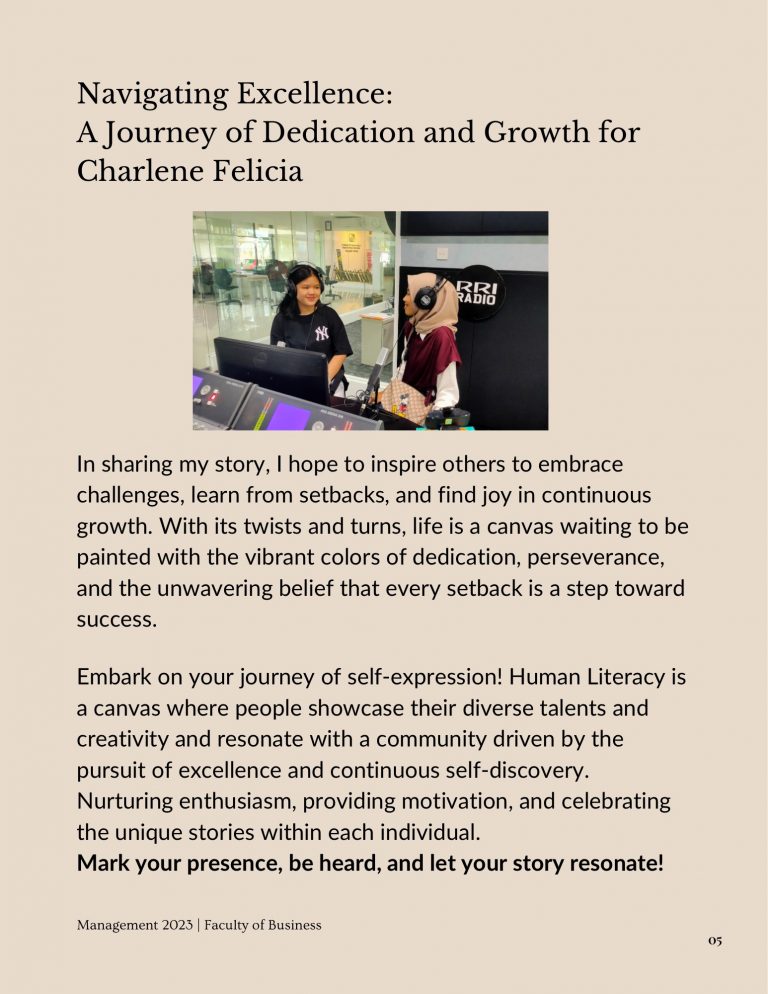 Navigating Excellence:
A Journey of Dedication and Growth for
Charlene Felicia
RRI
RADIO
NY
In sharing my story, I hope to inspire others to embrace
challenges, learn from setbacks, and find joy in continuous
growth. With its twists and turns, life is a canvas waiting to be
painted with the vibrant colors of dedication, perseverance,
and the unwavering belief that every setback is a step toward
success.
Embark on your journey of self-expression! Human Literacy is
a canvas where people showcase their diverse talents and
creativity and resonate with a community driven by the
pursuit of excellence and continuous self-discovery.
Nurturing enthusiasm, providing motivation, and celebrating
the unique stories within each individual.
Mark your presence, be heard, and let your story resonate!
Management 2023 | Faculty of Business
05